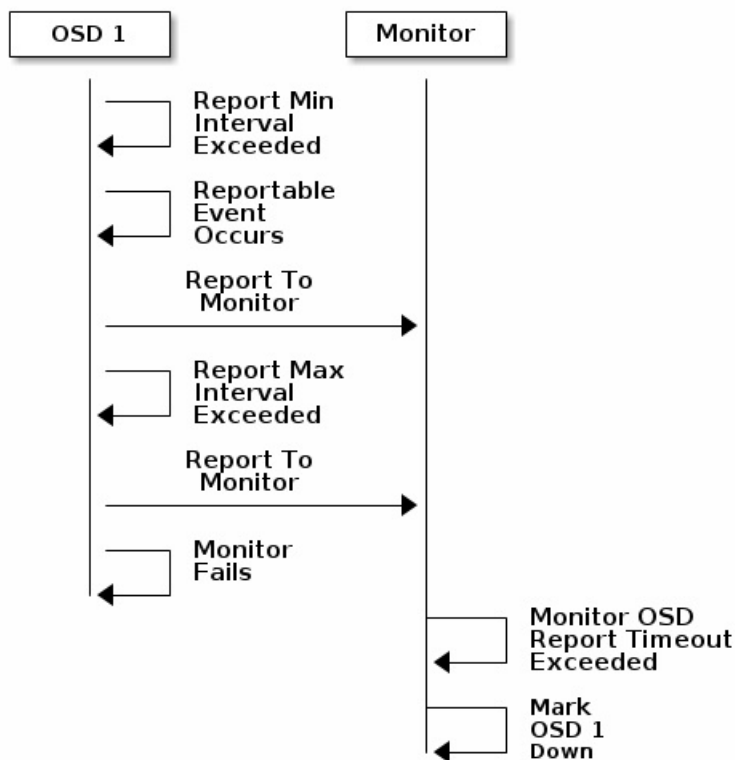 OSD 1
Monitor
Report Min
Interval
Exceeded
Reportable
Event
Occurs
Report To
Monitor
Report Max
Interval
Exceeded
Report To
Monitor
Monitor
Fails
Monitor OSD
Report Timeout
Exceeded
Mark
OSD 1
Down